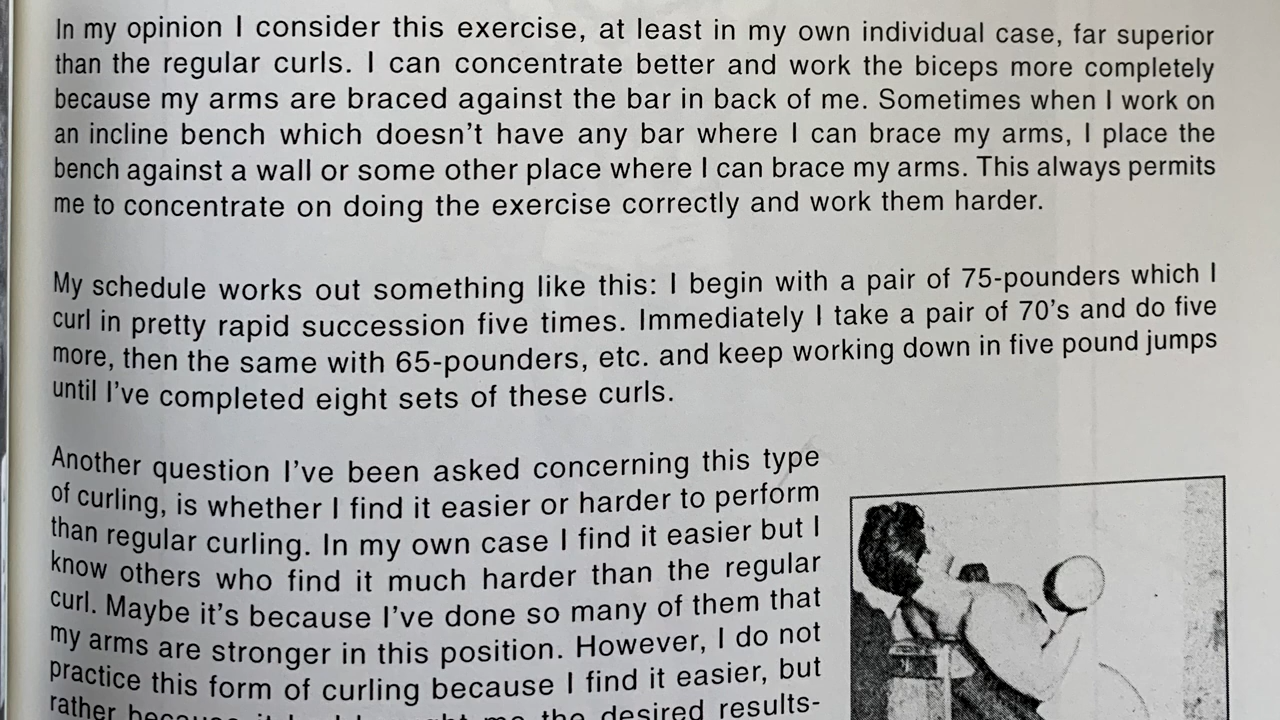 In my opinion I consider this exercise, at least in my own individual case, far superior
than the regular curls. I can concentrate better and work the biceps more completely
because my arms are braced against the bar in back of me. Sometimes when I work on
an incline bench which doesn't have any bar where I can brace my arms, I place the
bench against a wall or some other place where I can brace my arms. This always permits
me to concentrate on doing the exercise correctly and work them harder.
My schedule works out something like this: I begin with a pair of 75-pounders which I
curl in pretty rapid succession five times. Immediately I take a pair of 70's and do five
more, then the same with 65-pounders, etc. and keep working down in five pound jumps
until I've completed eight sets of these curls.
Another question I've been asked concerning this type
of curling, is whether I find it easier or harder to perform
than regular curling. In my own case I find it easier but I
know others who find it much harder than the regular
curl. Maybe it's because I've done so many of them that
my arms are stronger in this position. However, I do not
practice this form of curling because I find it easier, but
rather because it me the desired results-